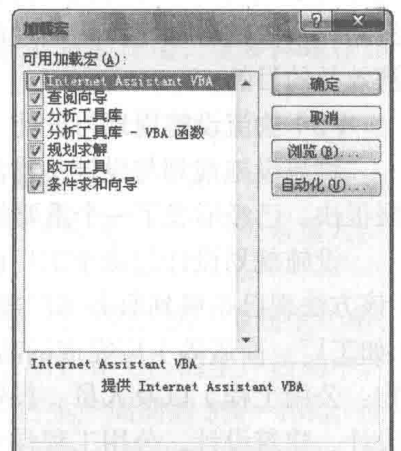 加载宏
可用加载宏(A):
Internet Assistant VBA
查阅向导
分析工具库
分析工具库 - VBA 函数
规划求解
欧元工具
条件求和向导
确定
取消
浏览(B)...
自动化(U)...
Internet Assistant VBA
提供 Internet Assistant VBA